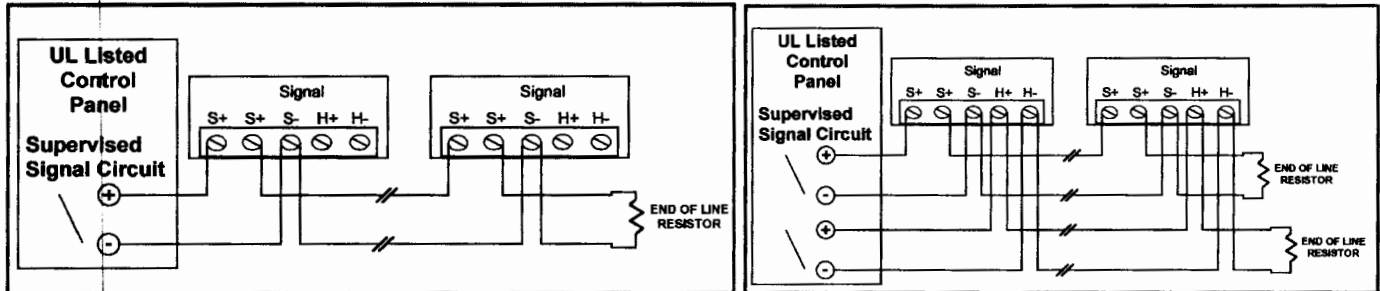 UL Listed
Control
Panel
Supervised
Signal Circuit
+
-
Signal
S+ S+ S- H+ H-
Signal
S+ S+ S- H+ H-
END OF LINE
RESISTOR
UL Listed
Control
Panel
Supervised
Signal Circuit
+
-
+
-
Signal
S+ S+ S- H+ H-
Signal
S+ S+ S- H+ H-
END OF LINE
RESISTOR
END OF LINE
RESISTOR